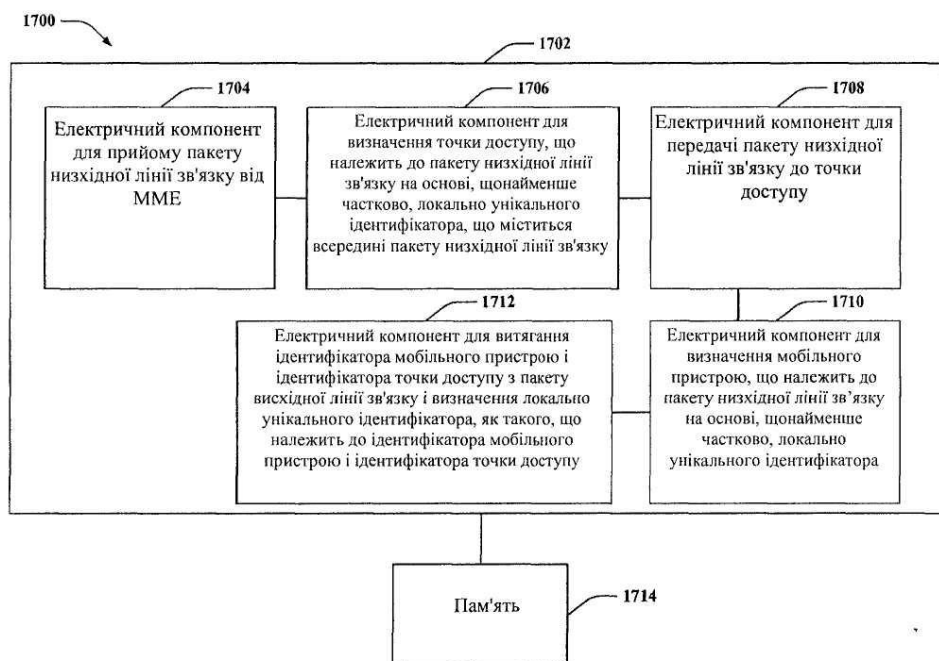 1700
1702
1704
Електричний компонент
для прийому пакету
низхідної лінії зв'язку від
MME
1706
Електричний компонент для
визначення точки доступу, що
належить до пакету низхідної лінії
зв'язку на основі, щонайменше
частково, локально унікального
ідентифікатора, що міститься
всередині пакету низхідної лінії зв'язку
1708
Електричний компонент для
передачі пакету низхідної
лінії зв'язку до точки
доступу
1712
Електричний компонент для витягання
ідентифікатора мобільного пристрою і
ідентифікатора точки доступу з пакету
висхідної лінії зв'язку і визначення локально
унікального ідентифікатора, як такого, що
належить до ідентифікатора мобільного
пристрою і ідентифікатора точки доступу
1710
Електричний компонент для
визначення мобільного
пристрою, що належить до
пакету низхідної лінії зв’язку
на основі, щонайменше
частково, локально
унікального ідентифікатора
Пам'ять
1714